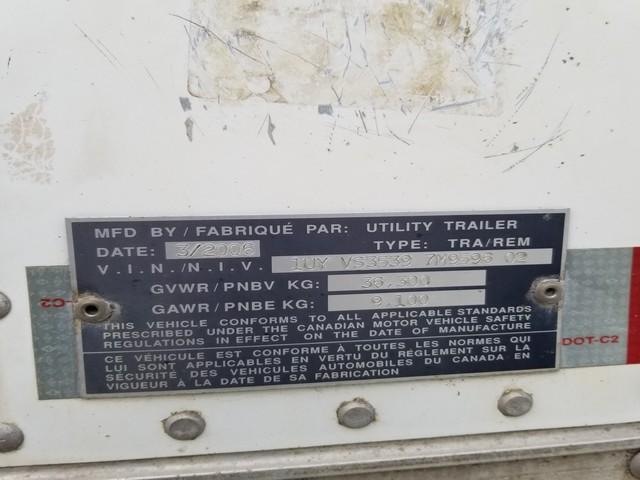 MFD BY / FABRIQUÉ PAR: UTILITY TRAILER
DATE: 3/2006 TYPE: TRA/REM
V.I.N./N.I.V. 1UY VS3539 7M9596 02
GVWR/PNBV KG: 36,300
GAWR/PNBE KG: 9,100
THIS VEHICLE CONFORMS TO ALL APPLICABLE STANDARDS
PRESCRIBED UNDER THE CANADIAN MOTOR VEHICLE SAFETY
REGULATIONS IN EFFECT ON THE DATE OF MANUFACTURE
CE VÉHICULE EST CONFORME À TOUTES LES NORMES QUI
LUI SONT APPLICABLES EN VERTU DU RÉGLEMENT SUR LA
SÉCURITÉ DES VEHICULES AUTOMOBILES DU CANADA EN
VIGUEUR À LA DATE DE SA FABRICATION
-C2
DOT-C2